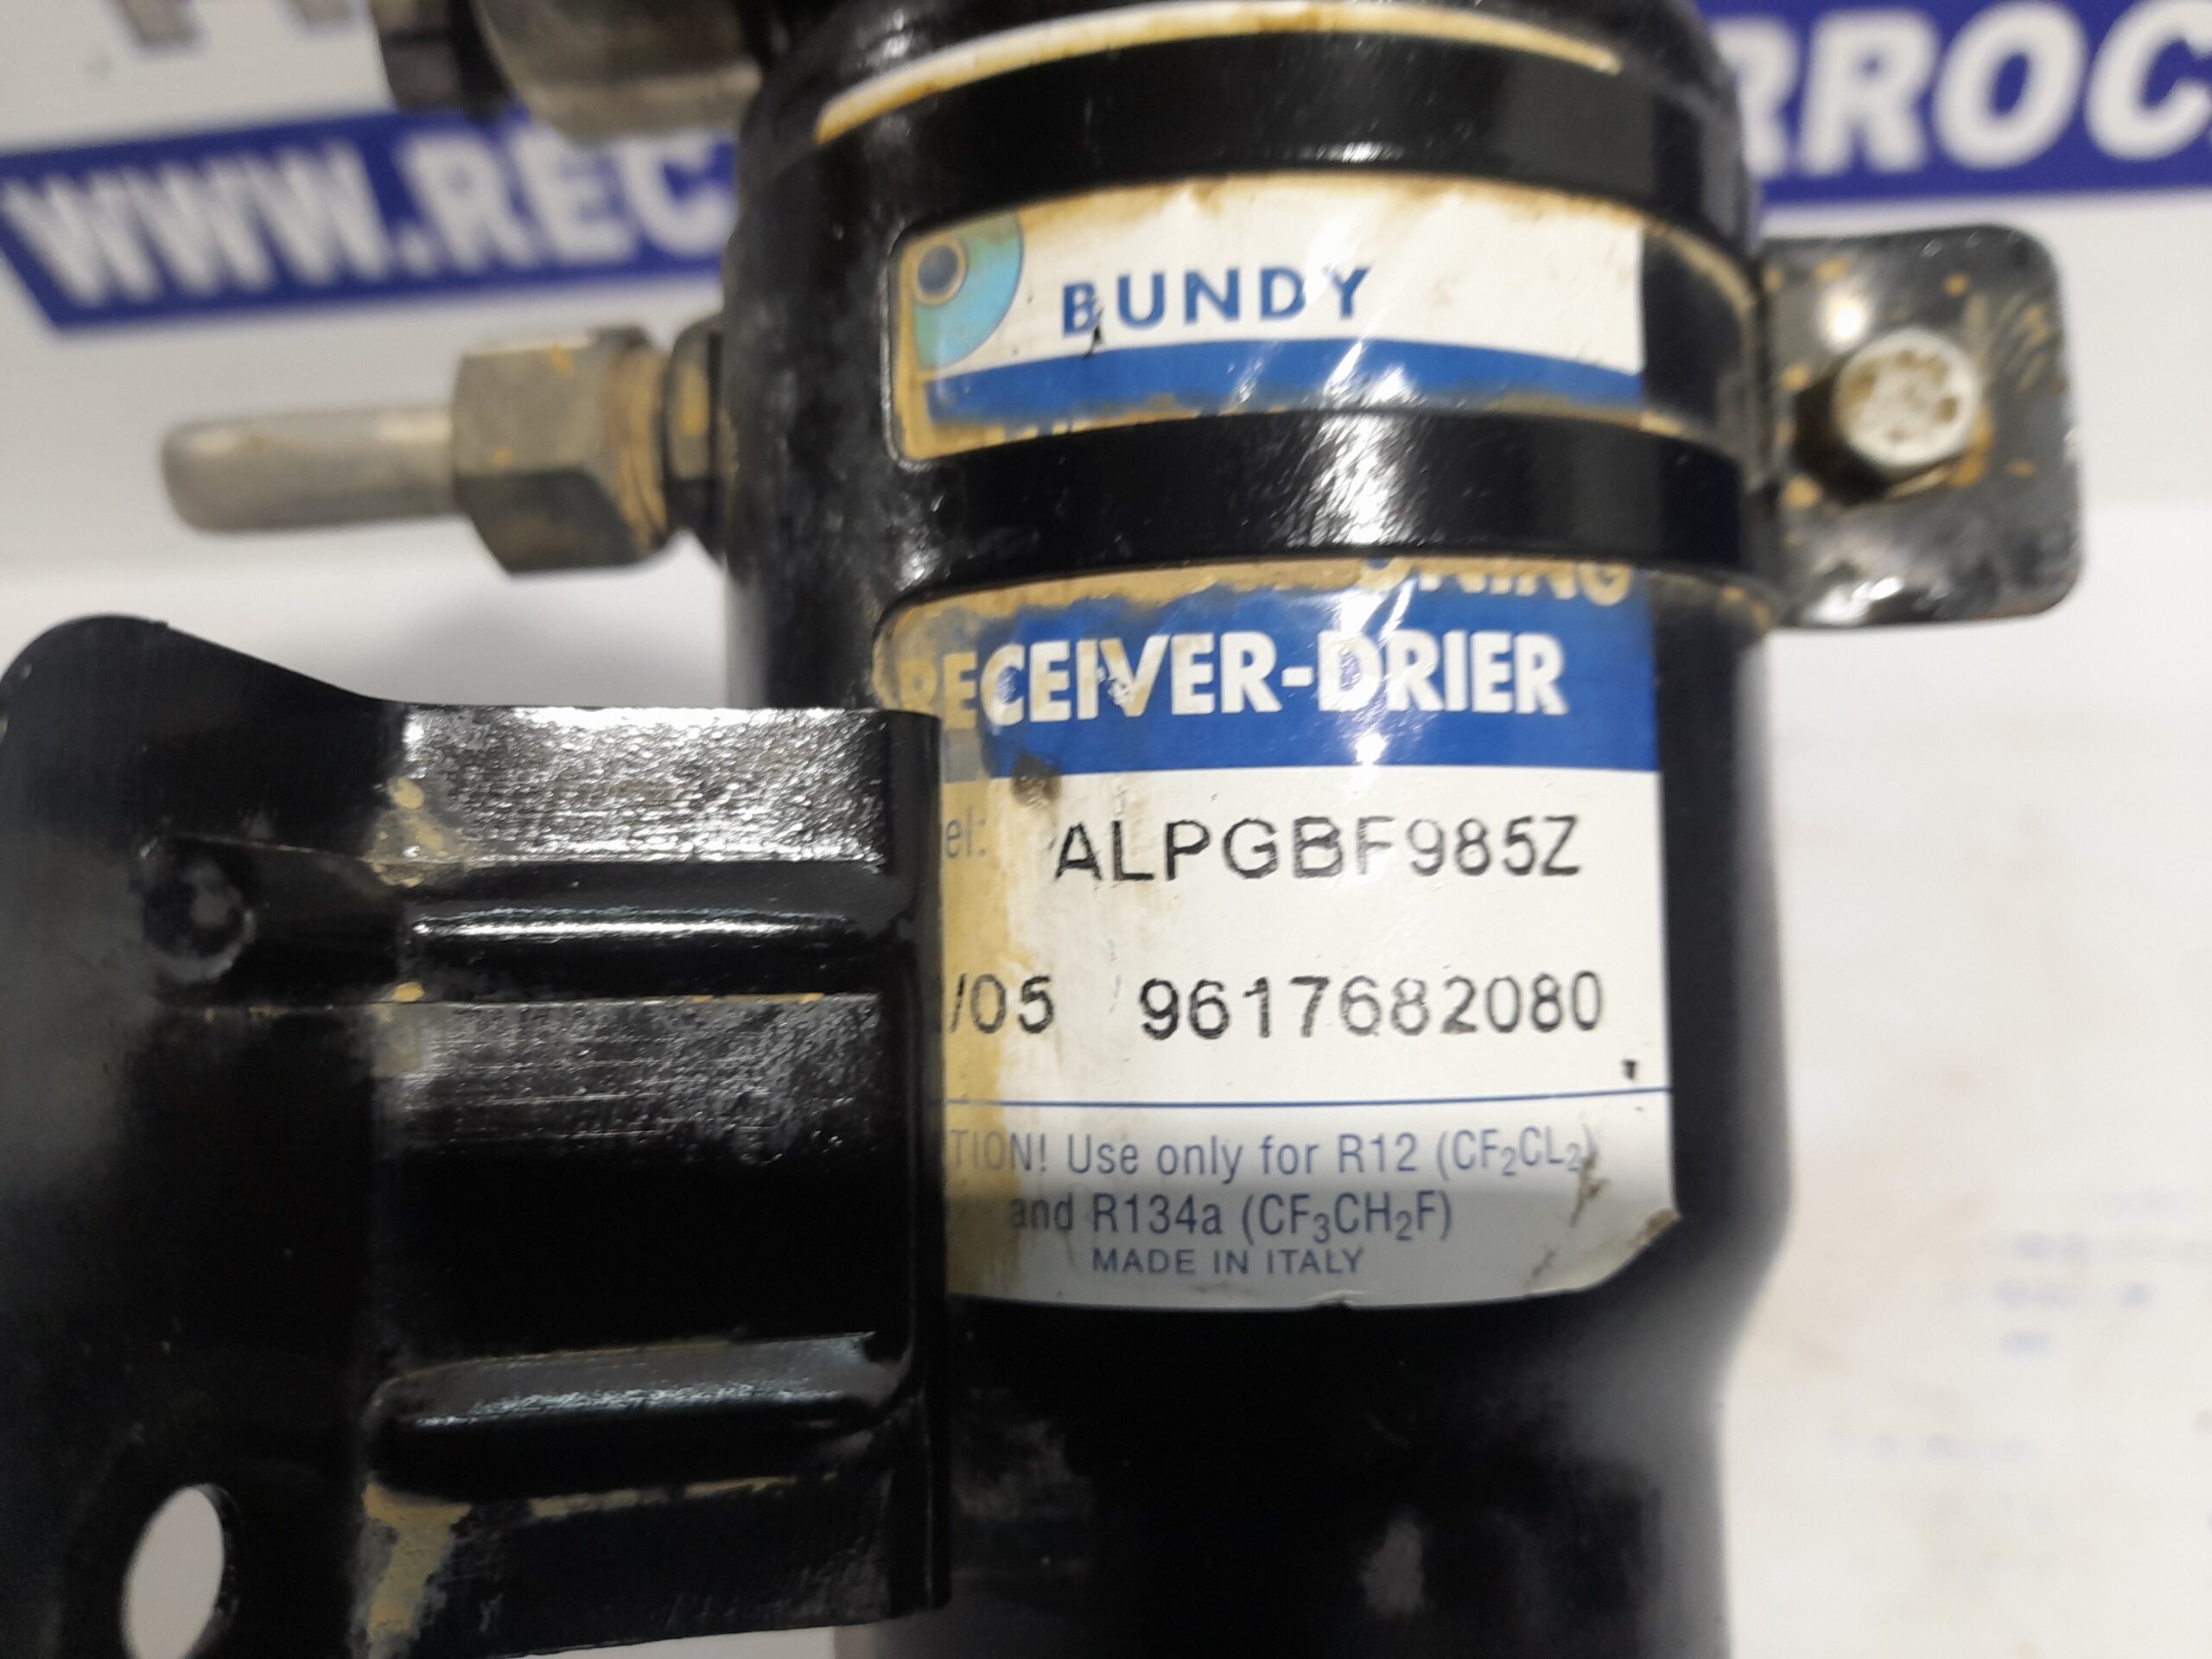 WWW.REC
RROC
BUNDY
RECEIVER-DRIER
el: ALPGBF985Z
/05 9617682080
TION! Use only for R12 (CF₂CL₂)
and R134a (CF₃CH₂F)
MADE IN ITALY